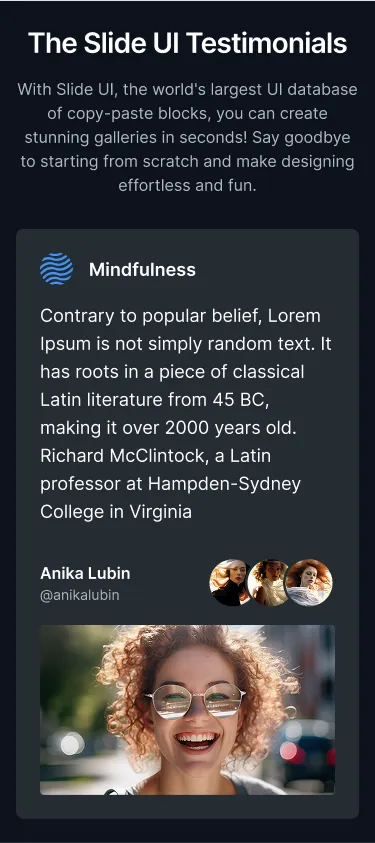 The Slide UI Testimonials
With Slide UI, the world's largest UI database
of copy-paste blocks, you can create
stunning galleries in seconds! Say goodbye
to starting from scratch and make designing
effortless and fun.
Mindfulness
Contrary to popular belief, Lorem
Ipsum is not simply random text. It
has roots in a piece of classical
Latin literature from 45 BC,
making it over 2000 years old.
Richard McClintock, a Latin
professor at Hampden-Sydney
College in Virginia
Anika Lubin
@anikalubin